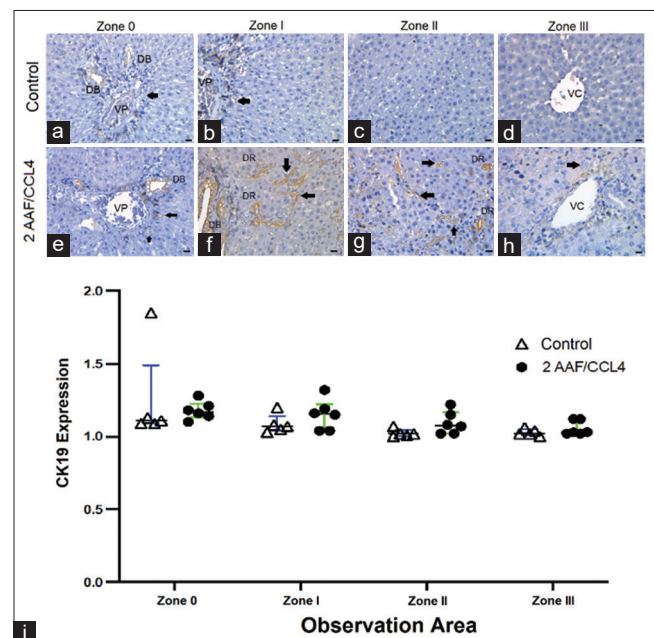 Zone 0 Zone I Zone II Zone III
Control
DB
DB
VP
a
VP
b
c
VC
d
2 AAF/CCL4
DB
VP
e
DR
DR
DB
f
DR
DR
g
VC
h
2.0
1.5
1.0
0.5
0.0
CK19 Expression
Control
2 AAF/CCL4
Zone 0 Zone I Zone II Zone III
Observation Area
i